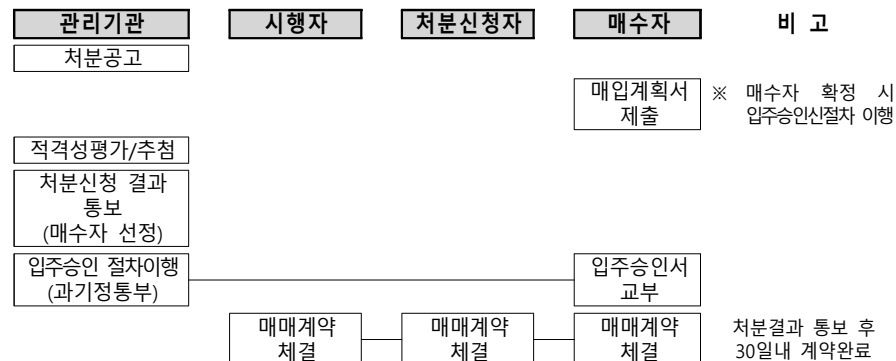 관리기관 시행자 처분신청자 매수자 비 고
처분공고
매입계획서 ※ 매수자 확정 시
제출 입주승인신절차 이행
적격성평가/추첨
처분신청 결과
통보
(매수자 선정)
입주승인 절차이행 입주승인서
(과기정통부) 교부
매매계약 매매계약 매매계약 처분결과 통보 후
체결 체결 체결 30일내 계약완료